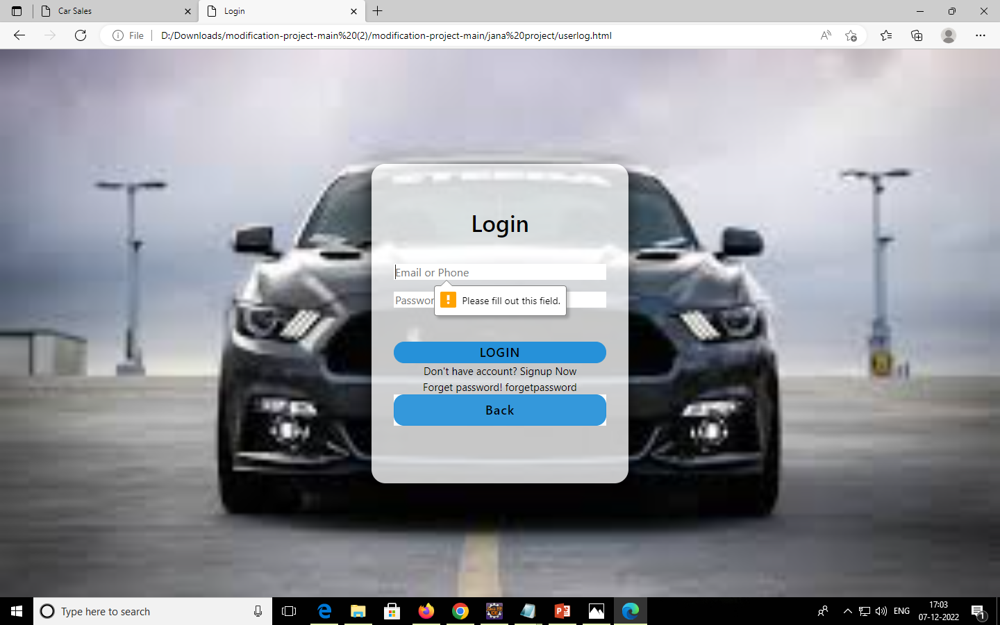 Car Sales
Login
File
D:/Downloads/modification-project-main%20(2)/modification-project-main/jana%20project/userlog.html
Login
Email or Phone
Passwor
Please fill out this field.
LOGIN
Don't have account? Signup Now
Forget password! forgetpassword
Back
Type here to search
ENG
17:03
07-12-2022
1